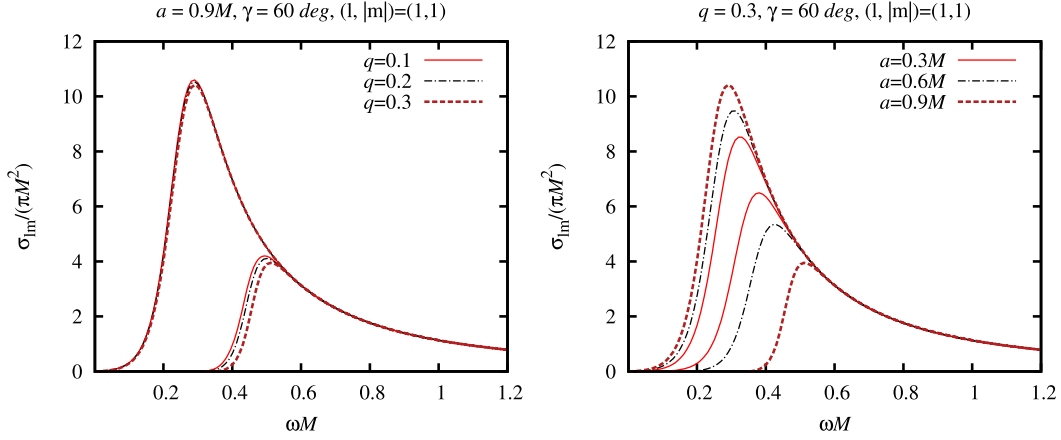 a = 0.9M, γ = 60 deg, (l, |m|)=(1,1)
12
10
8
6
4
2
0
σlm/(πM²)
q=0.1
q=0.2
q=0.3
0.2 0.4 0.6 0.8 1 1.2
ωM
q = 0.3, γ = 60 deg, (l, |m|)=(1,1)
12
10
8
6
4
2
0
σlm/(πM²)
a=0.3M
a=0.6M
a=0.9M
0.2 0.4 0.6 0.8 1 1.2
ωM